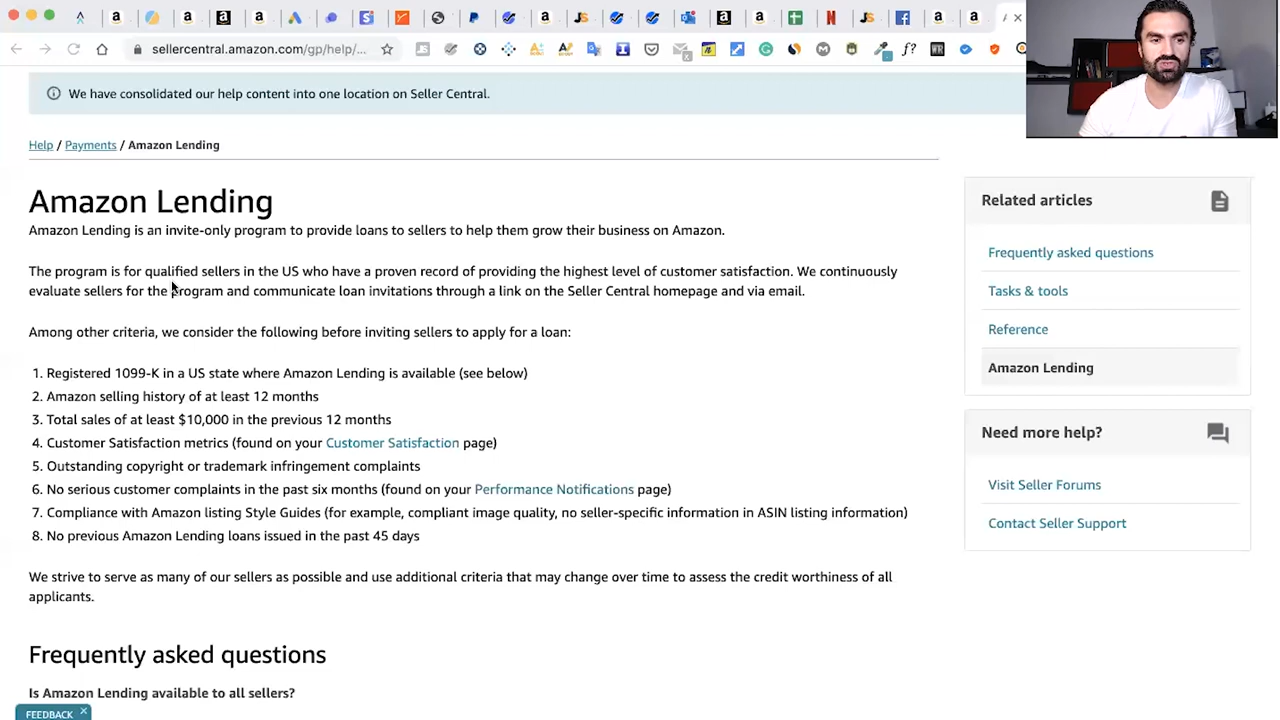 sellercentral.amazon.com/gp/help/...
We have consolidated our help content into one location on Seller Central.
Help / Payments / Amazon Lending
Amazon Lending
Amazon Lending is an invite-only program to provide loans to sellers to help them grow their business on Amazon.
The program is for qualified sellers in the US who have a proven record of providing the highest level of customer satisfaction. We continuously
evaluate sellers for the program and communicate loan invitations through a link on the Seller Central homepage and via email.
Among other criteria, we consider the following before inviting sellers to apply for a loan:
1. Registered 1099-K in a US state where Amazon Lending is available (see below)
2. Amazon selling history of at least 12 months
3. Total sales of at least $10,000 in the previous 12 months
4. Customer Satisfaction metrics (found on your Customer Satisfaction page)
5. Outstanding copyright or trademark infringement complaints
6. No serious customer complaints in the past six months (found on your Performance Notifications page)
7. Compliance with Amazon listing Style Guides (for example, compliant image quality, no seller-specific information in ASIN listing information)
8. No previous Amazon Lending loans issued in the past 45 days
We strive to serve as many of our sellers as possible and use additional criteria that may change over time to assess the credit worthiness of all
applicants.
Frequently asked questions
Is Amazon Lending available to all sellers?
FEEDBACK
Related articles
Frequently asked questions
Tasks & tools
Reference
Amazon Lending
Need more help?
Visit Seller Forums
Contact Seller Support